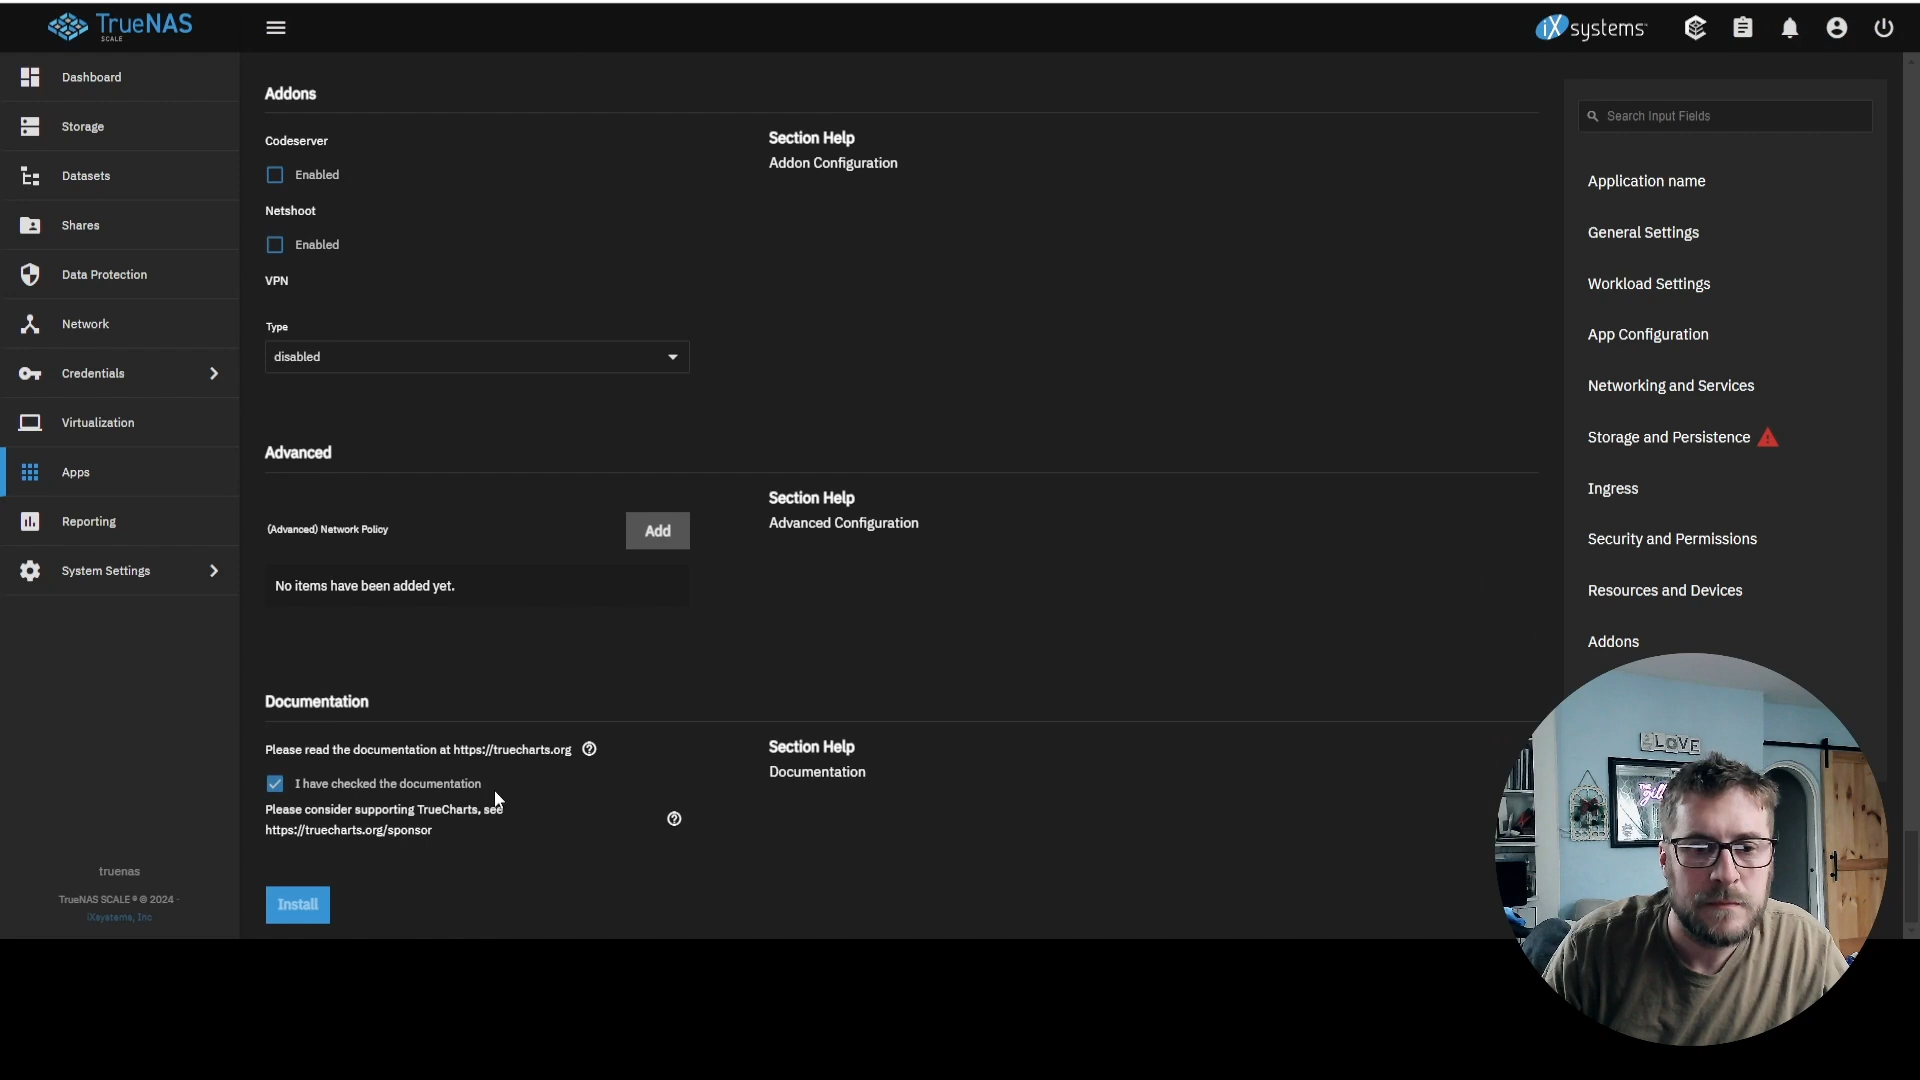 TrueNAS
SCALE
iX systems
Dashboard
Storage
Datasets
Shares
Data Protection
Network
Credentials
Virtualization
Apps
Reporting
System Settings
truenas
TrueNAS SCALE ® © 2024 -
iXsystems, Inc
Addons
Codeserver
Enabled
Netshoot
Enabled
VPN
Type
disabled
Section Help
Addon Configuration
Advanced
(Advanced) Network Policy
Add
No items have been added yet.
Section Help
Advanced Configuration
Documentation
Please read the documentation at https://truecharts.org
I have checked the documentation
Please consider supporting TrueCharts, see
https://truecharts.org/sponsor
Section Help
Documentation
Install
Search Input Fields
Application name
General Settings
Workload Settings
App Configuration
Networking and Services
Storage and Persistence
Ingress
Security and Permissions
Resources and Devices
Addons
LOVE